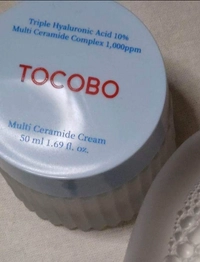 Triple Hyaluronic Acid 10%
Multi Ceramide Complex 1,000ppm
TOCOBO
Multi Ceramide Cream
50 ml 1.69 fl. oz.